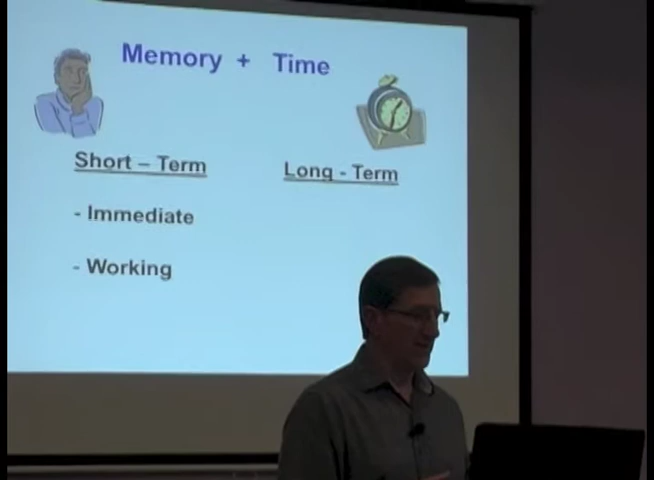 Memory + Time
Short – Term
Long - Term
- Immediate
- Working